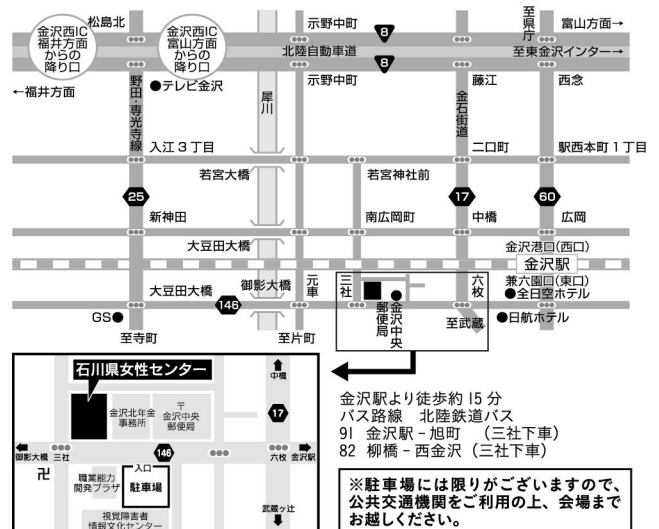 松島北
金沢西IC
福井方面
からの
降り口
金沢西IC
富山方面
からの
降り口
示野中町
8
至県庁
富山方面→
北陸自動車道
至東金沢インター→
8
←福井方面
野田・専光寺線
●テレビ金沢
犀川
示野中町
藤江
金石街道
西念
入江3丁目
二口町
駅西本町1丁目
若宮大橋
若宮神社前
25
17
60
新神田
南広岡町
中橋
広岡
大豆田大橋
金沢港口(西口)
金沢駅
大豆田大橋
146
御影大橋
元車
三社
六枚
兼六園口(東口)
●全日空ホテル
金沢中央
郵便局
GS●
至武蔵
●日航ホテル
至寺町
至片町
石川県女性センター
中橋
金沢北年金
事務所
〒
金沢中央
郵便局
17
御影大橋
三社
146
六枚
金沢駅
卍
職業能力
開発プラザ
入口
駐車場
視覚障害者
情報文化センター
武蔵ヶ辻
金沢駅より徒歩約15分
バス路線 北陸鉄道バス
91 金沢駅-旭町 (三社下車)
82 柳橋-西金沢(三社下車)
※駐車場には限りがございますので、
公共交通機関をご利用の上、会場まで
お越しください。